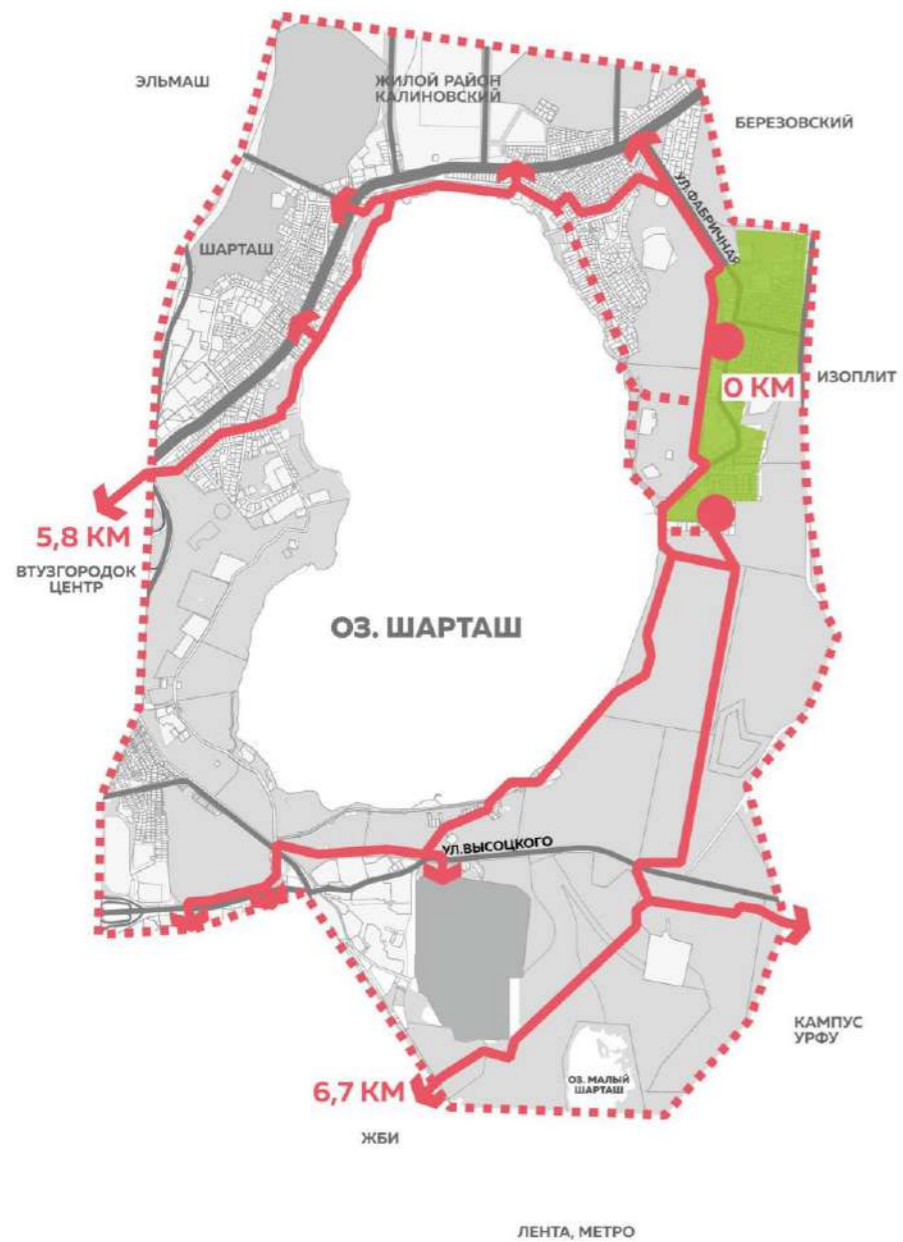 ЭЛЬМАШ
ЖИЛОЙ РАЙОН
КАЛИНОВСКИЙ
БЕРЕЗОВСКИЙ
УЛ.ФАБРИЧНАЯ
ШАРТАШ
0 КМ
ИЗОПЛИТ
5,8 КМ
ВТУЗГОРОДОК
ЦЕНТР
ОЗ. ШАРТАШ
УЛ.ВЫСОЦКОГО
КАМПУС
УРФУ
ОЗ. МАЛЫЙ
ШАРТАШ
6,7 КМ
ЖБИ
ЛЕНТА, МЕТРО